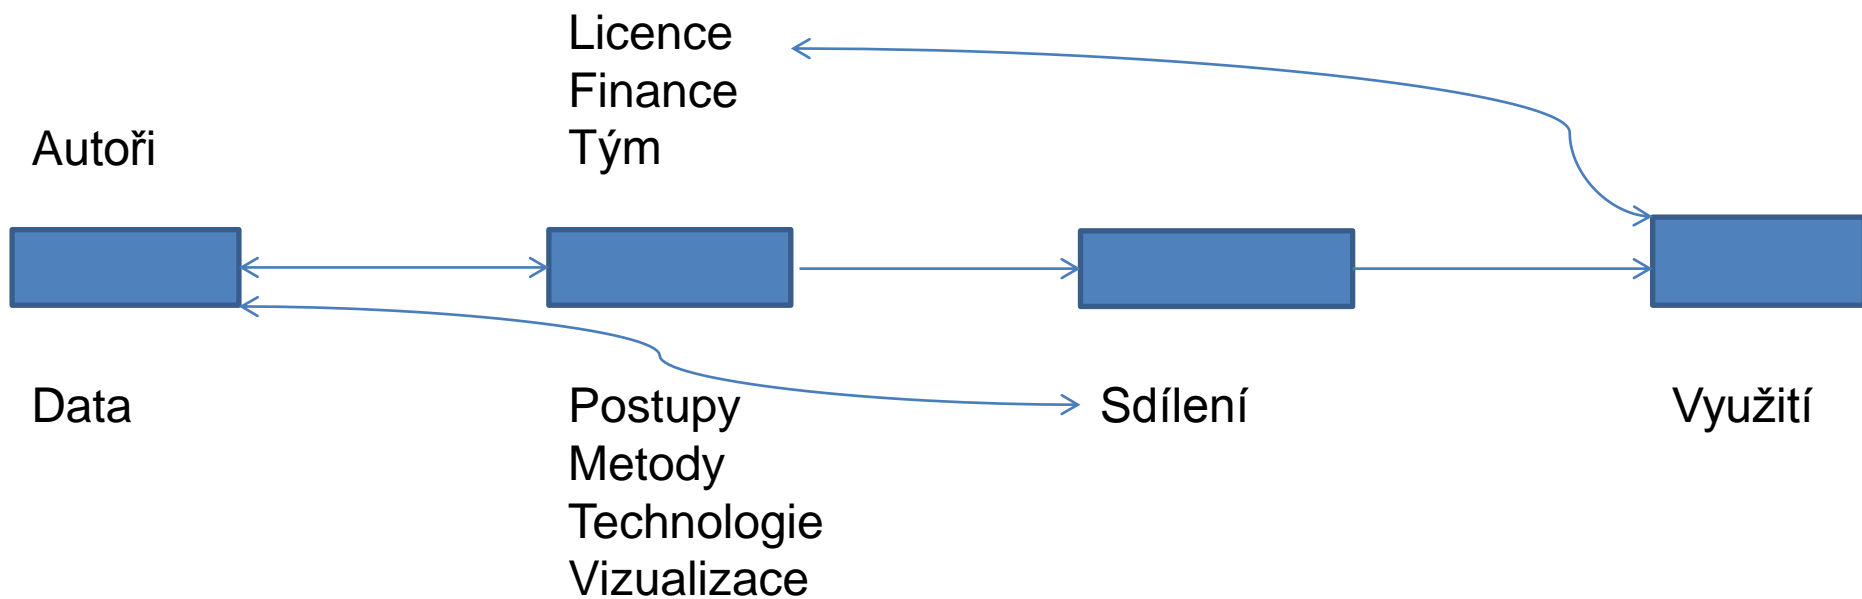 Licence
Finance
Autoři
Tým
Data
Postupy
Sdílení
Využití
Metody
Technologie
Vizualizace